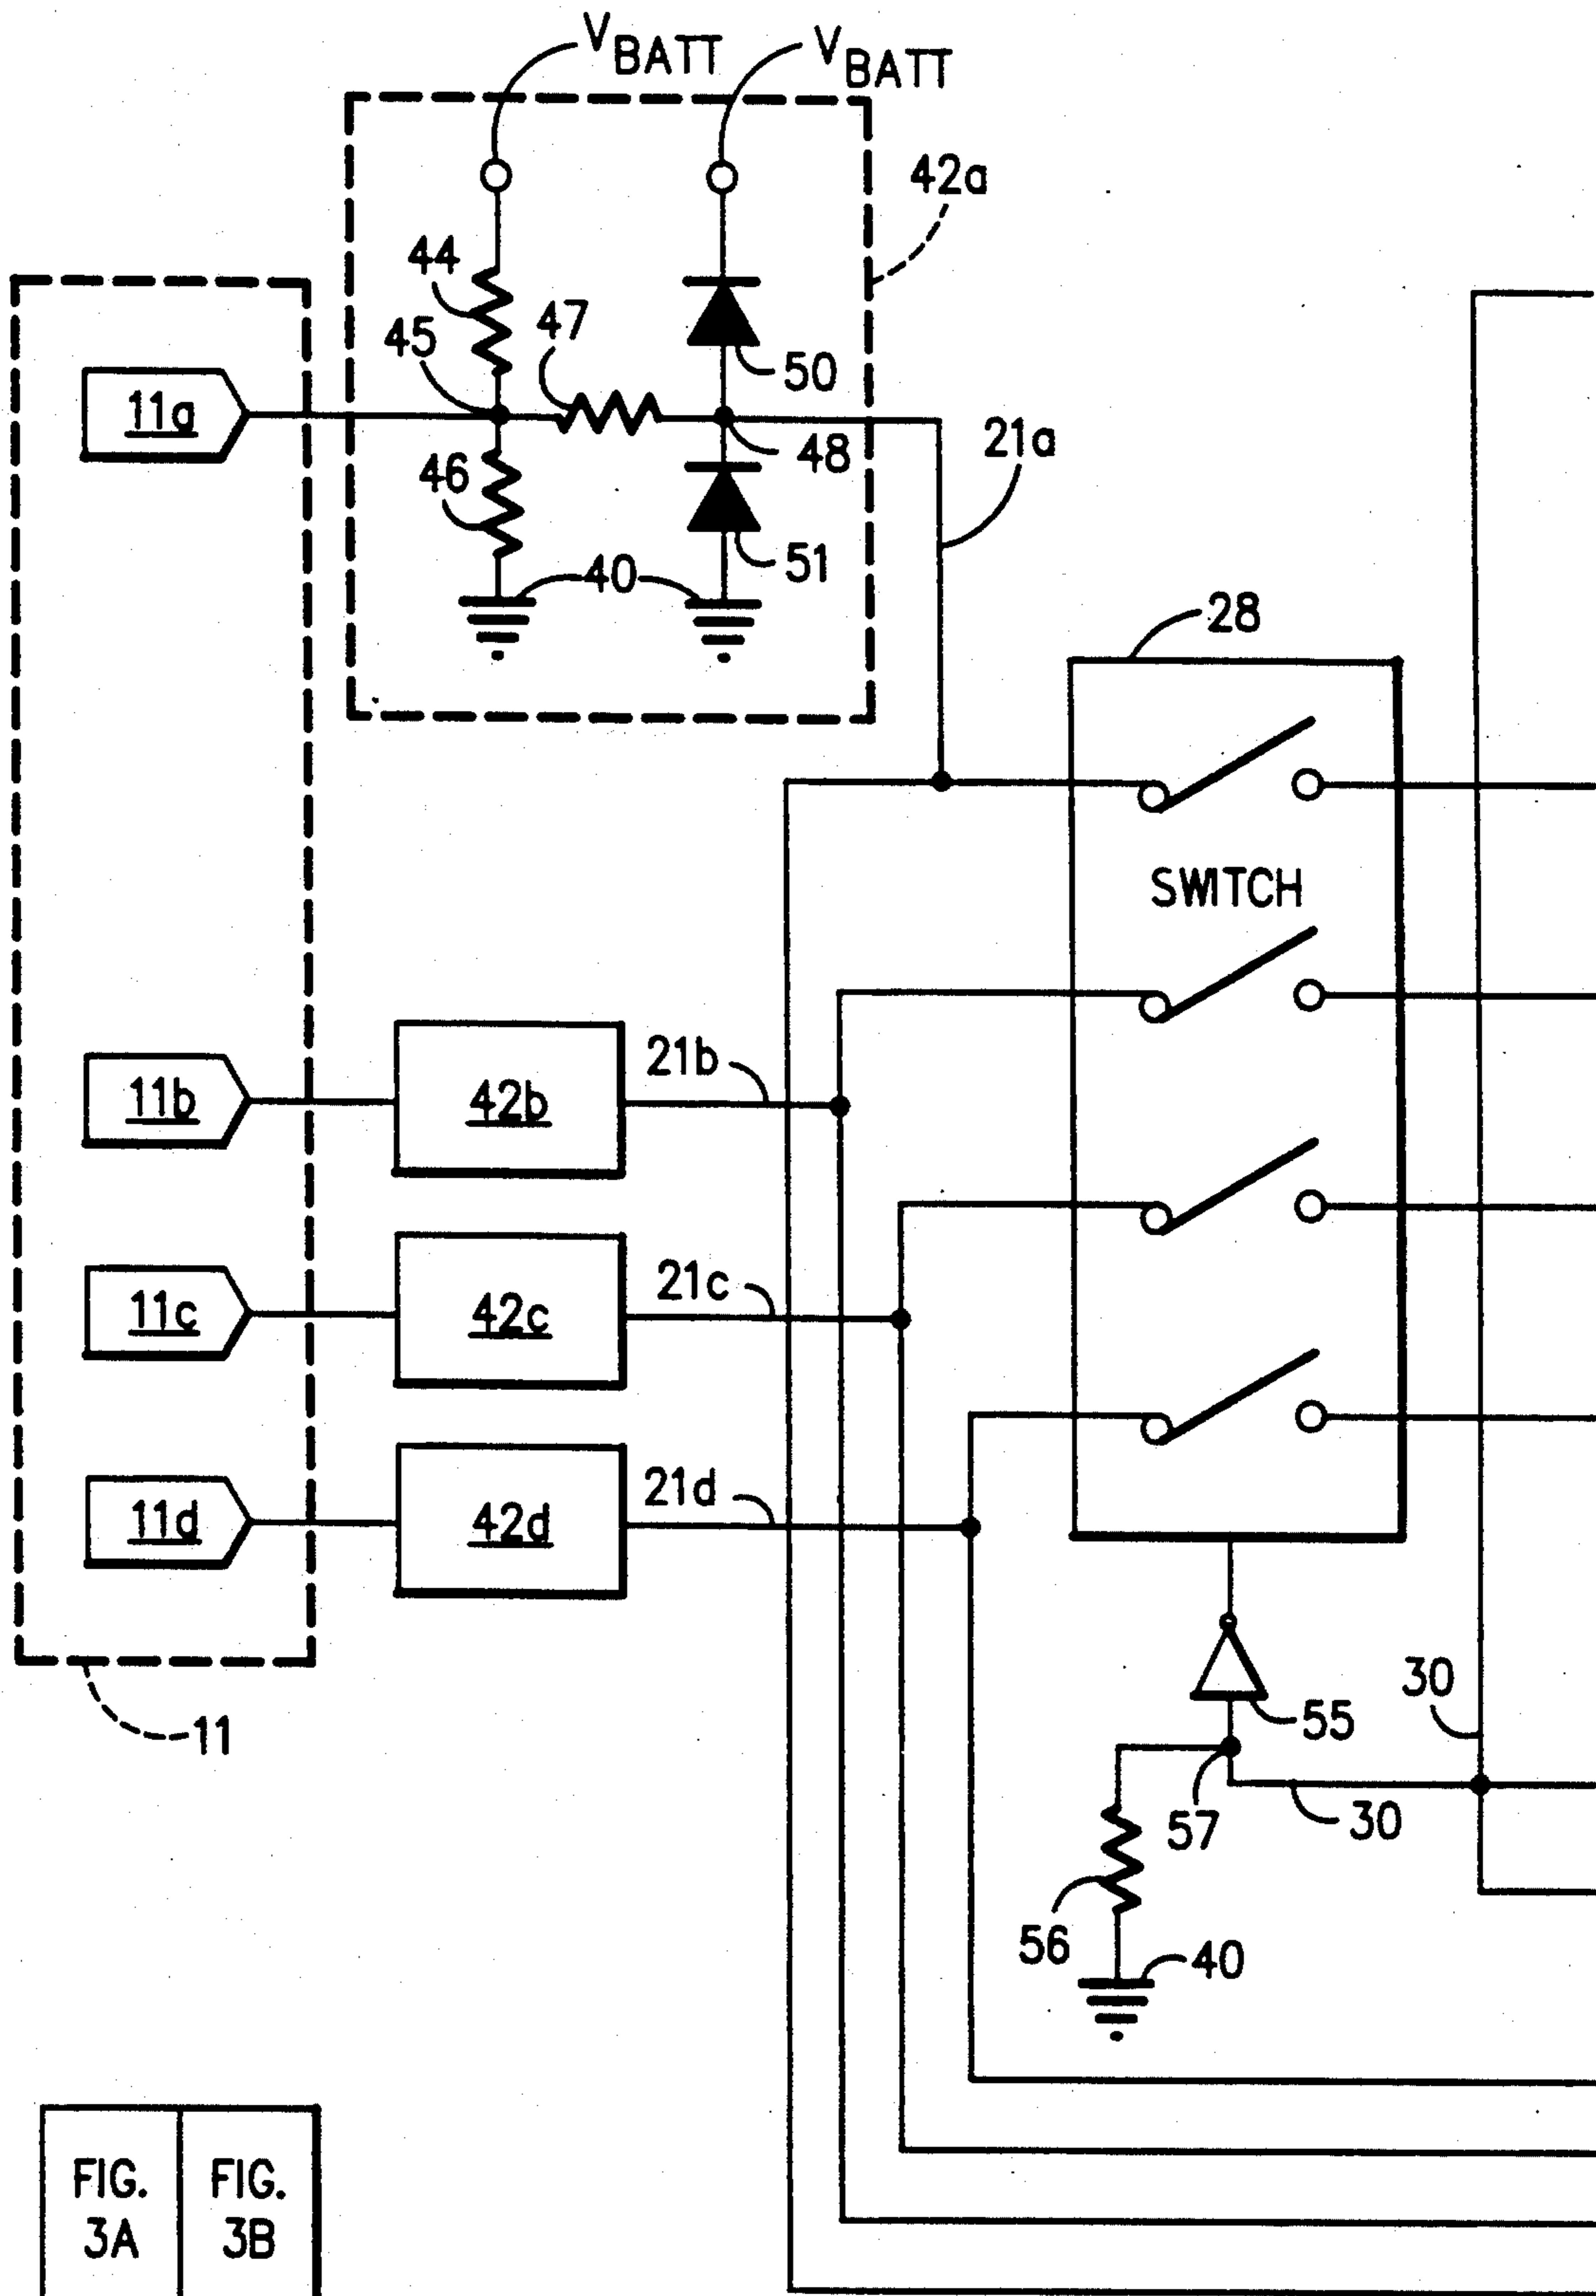 VBATT
VBATT
42a
44
47
45
50
11a
48
21a
46
40
51
28
SWITCH
21b
11b
42b
21c
11c
42c
21d
11d
42d
30
11
55
57
30
56
40
FIG.
3A
FIG.
3B